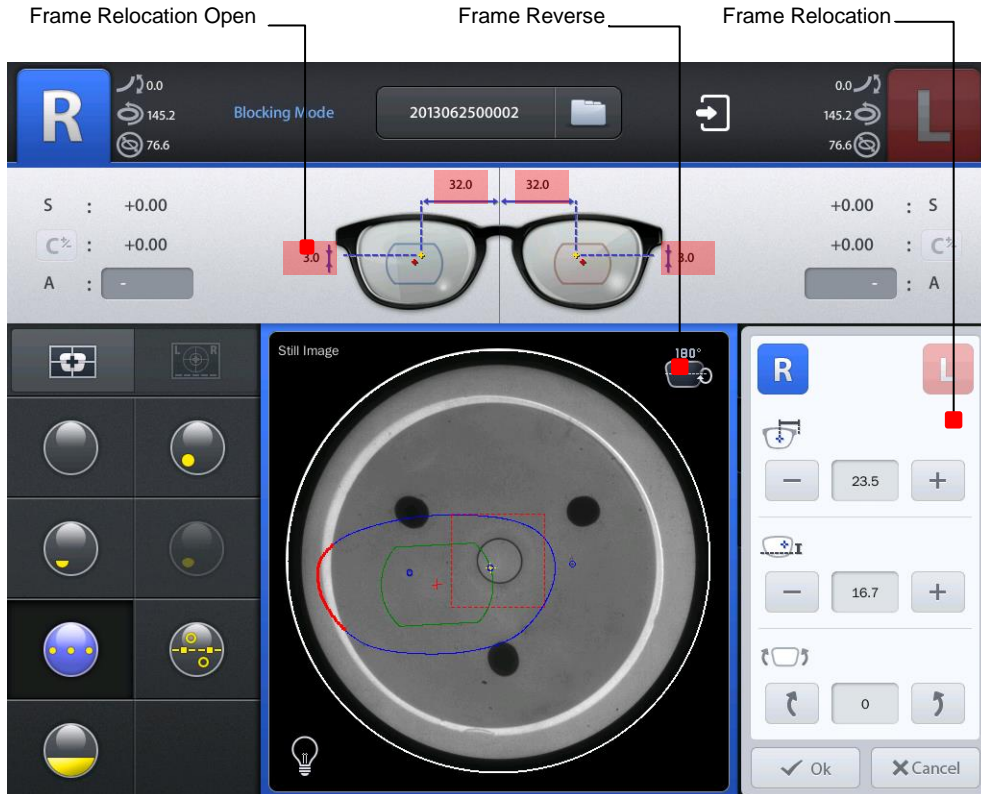 Frame Relocation Open Frame Reverse Frame Relocation
R 0.0 145.2 76.6 Blocking Mode 2013062500002 0.0 145.2 76.6 L
32.0 32.0
S : +0.00 +0.00 : S
C+/- : +0.00 3.0 3.0 +0.00 : C+/-
A : - - : A
L R
Still Image 180°
R L
− 23.5 +
− 16.7 +
0
Ok Cancel